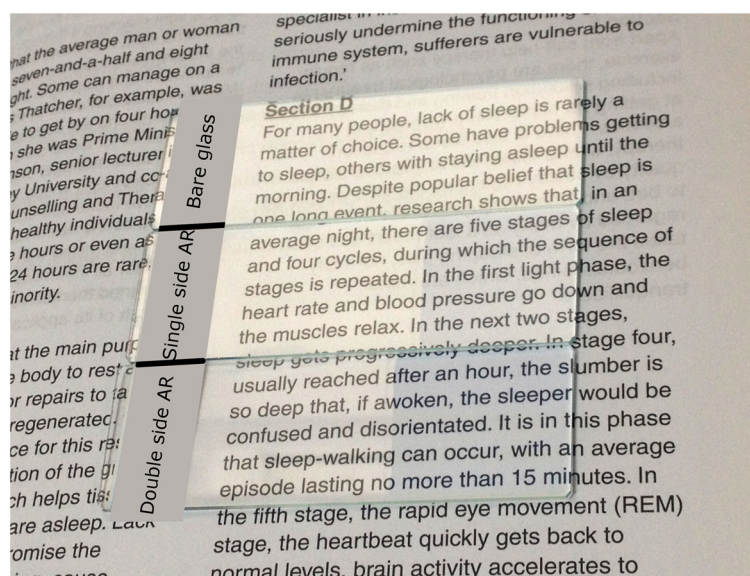 that the average man or woman
seven-and-a-half and eight
ght. Some can manage on a
Thatcher, for example, was
e to get by on four
she was Prime
son, senior lecturer
y University and
unselling and
healthy individuals
hours or even as
24 hours are rare.
inority.
at the main
body to rest
or repairs to
regenerated.
ce for this
tion of the
ch helps
are asleep. Lack
romise the
Bare glass
Single side AR
Double side AR
specialist in
seriously undermine the functioning
immune system, sufferers are vulnerable to
infection.'
Section D
For many people, lack of sleep is rarely a
matter of choice. Some have problems getting
to sleep, others with staying asleep until the
morning. Despite popular belief that sleep is
one long event, research shows that, in an
average night, there are five stages of sleep
and four cycles, during which the sequence of
stages is repeated. In the first light phase, the
heart rate and blood pressure go down and
the muscles relax. In the next two stages,
sleep gets progressively deeper. In stage four,
usually reached after an hour, the slumber is
so deep that, if awoken, the sleeper would be
confused and disorientated. It is in this phase
that sleep-walking can occur, with an average
episode lasting no more than 15 minutes. In
the fifth stage, the rapid eye movement (REM)
stage, the heartbeat quickly gets back to
normal levels, brain activity accelerates to